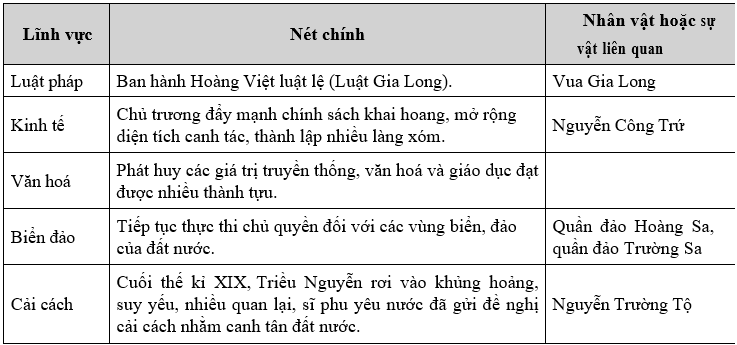 Lĩnh vực
Nét chính
Nhân vật hoặc sự
vật liên quan
Luật pháp
Ban hành Hoàng Việt luật lệ (Luật Gia Long).
Vua Gia Long
Kinh tế
Chủ trương đẩy mạnh chính sách khai hoang, mở rộng
diện tích canh tác, thành lập nhiều làng xóm.
Nguyễn Công Trứ
Văn hoá
Phát huy các giá trị truyền thống, văn hoá và giáo dục đạt
được nhiều thành tựu.
Biển đảo
Tiếp tục thực thi chủ quyền đối với các vùng biển, đảo
của đất nước.
Quần đảo Hoàng Sa,
quần đảo Trường Sa
Cải cách
Cuối thế kỉ XIX, Triều Nguyễn rơi vào khủng hoảng,
suy yếu, nhiều quan lại, sĩ phu yêu nước đã gửi đề nghị
cải cách nhằm canh tân đất nước.
Nguyễn Trường Tộ